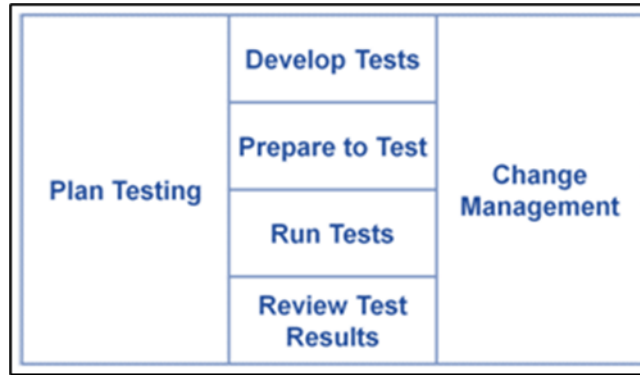 Plan Testing
Develop Tests
Prepare to Test
Run Tests
Review Test
Results
Change
Management